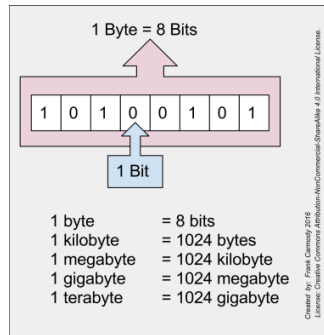 1 Byte = 8 Bits
1 0 1 0 0 1 0 1
1 Bit
1 byte = 8 bits
1 kilobyte = 1024 bytes
1 megabyte = 1024 kilobyte
1 gigabyte = 1024 megabyte
1 terabyte = 1024 gigabyte
Created by: Frank Carmody 2016
License: Creative Commons Attribution-NonCommercial-ShareAlike 4.0 International License.